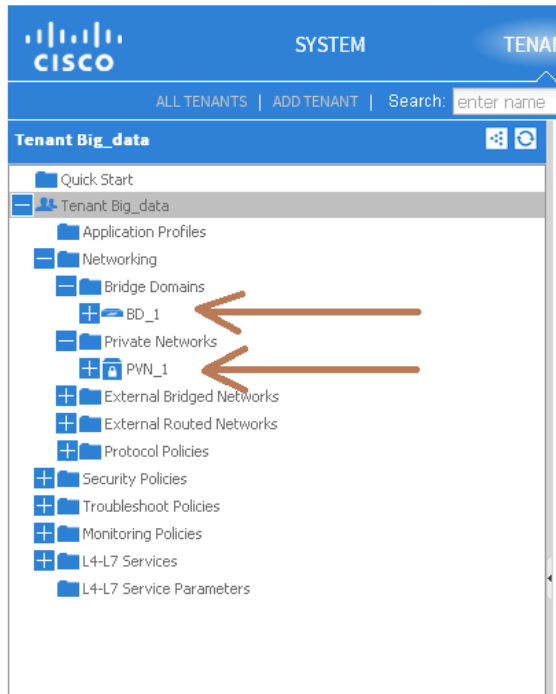 CISCO
SYSTEM
TENAN
ALL TENANTS | ADD TENANT | Search: enter name
Tenant Big_data
Quick Start
Tenant Big_data
Application Profiles
Networking
Bridge Domains
BD_1
Private Networks
PVN_1
External Bridged Networks
External Routed Networks
Protocol Policies
Security Policies
Troubleshoot Policies
Monitoring Policies
L4-L7 Services
L4-L7 Service Parameters